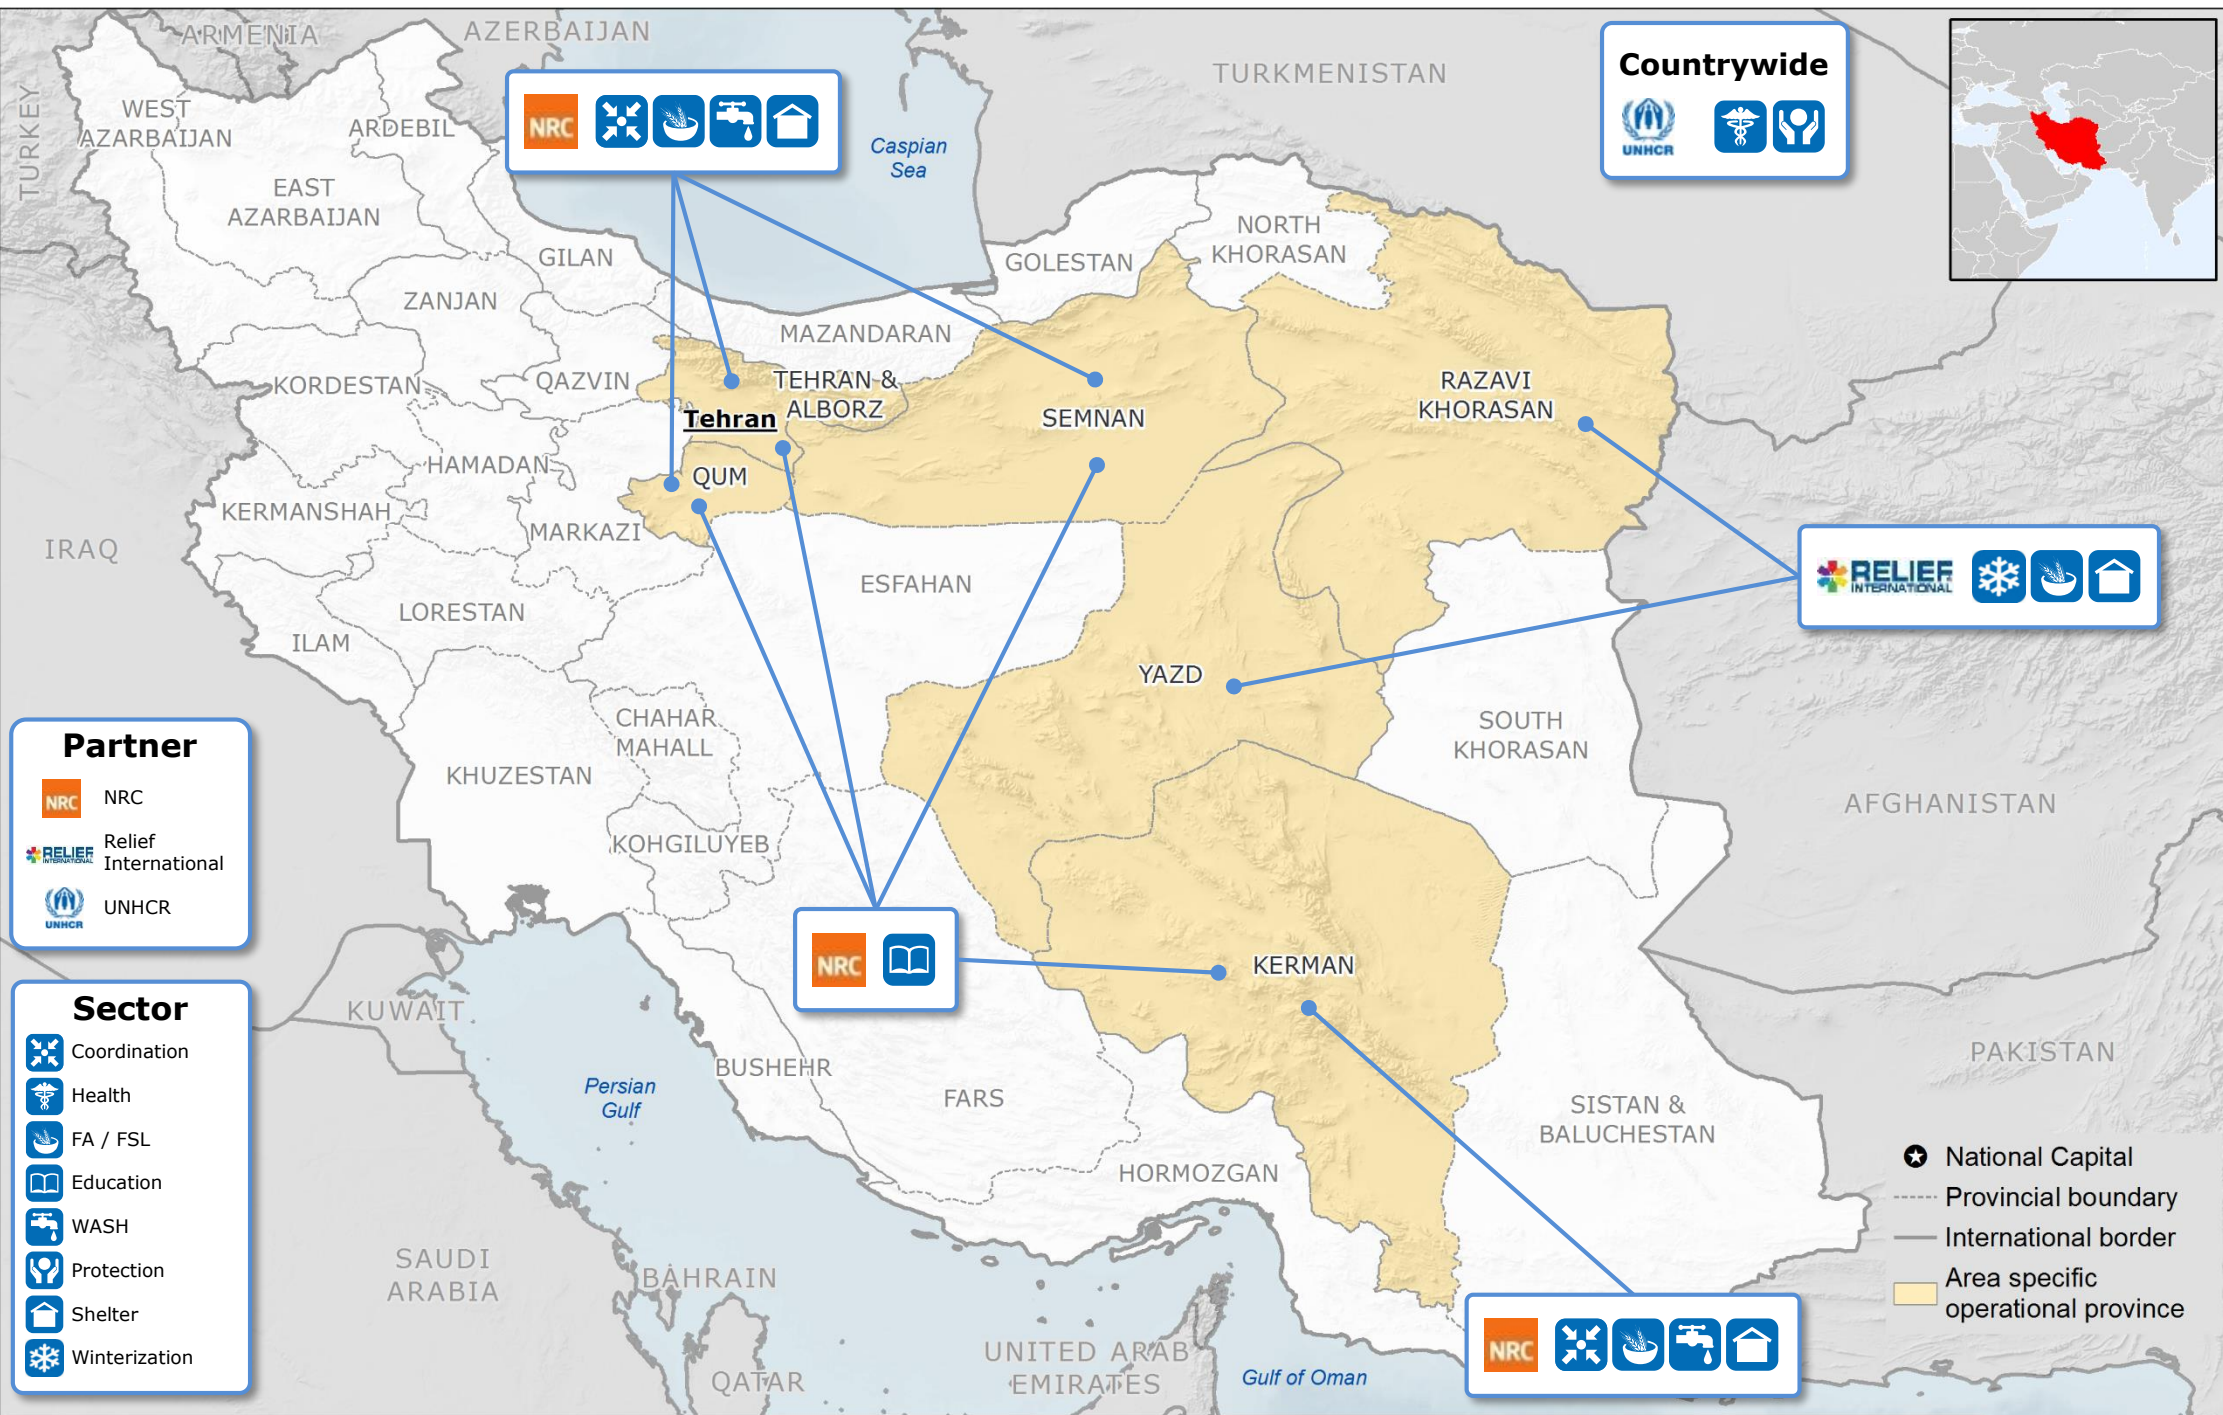 ARMENIA
AZERBAIJAN
TURKMENISTAN
TURKEY
Countrywide
UNHCR
NRC
Caspian
Sea
WEST
AZARBAIJAN
ARDEBIL
EAST
AZARBAIJAN
GILAN
ZANJAN
GOLESTAN
NORTH
KHORASAN
MAZANDARAN
KORDESTAN
QAZVIN
TEHRAN &
ALBORZ
Tehran
SEMNAN
RAZAVI
KHORASAN
HAMADAN
QUM
KERMANSHAH
MARKAZI
IRAQ
ESFAHAN
RELIEF
INTERNATIONAL
LORESTAN
ILAM
YAZD
CHAHAR
MAHALL
SOUTH
KHORASAN
KHUZESTAN
KOHGILUYEB
AFGHANISTAN
Partner
NRC
NRC
RELIEF
INTERNATIONAL
Relief
International
UNHCR
UNHCR
NRC
KERMAN
KUWAIT
BUSHEHR
FARS
Persian
Gulf
PAKISTAN
SISTAN &
BALUCHESTAN
HORMOZGAN
Sector
Coordination
Health
FA / FSL
Education
WASH
Protection
Shelter
Winterization
SAUDI
ARABIA
BAHRAIN
QATAR
UNITED ARAB
EMIRATES
Gulf of Oman
NRC
National Capital
Provincial boundary
International border
Area specific
operational province